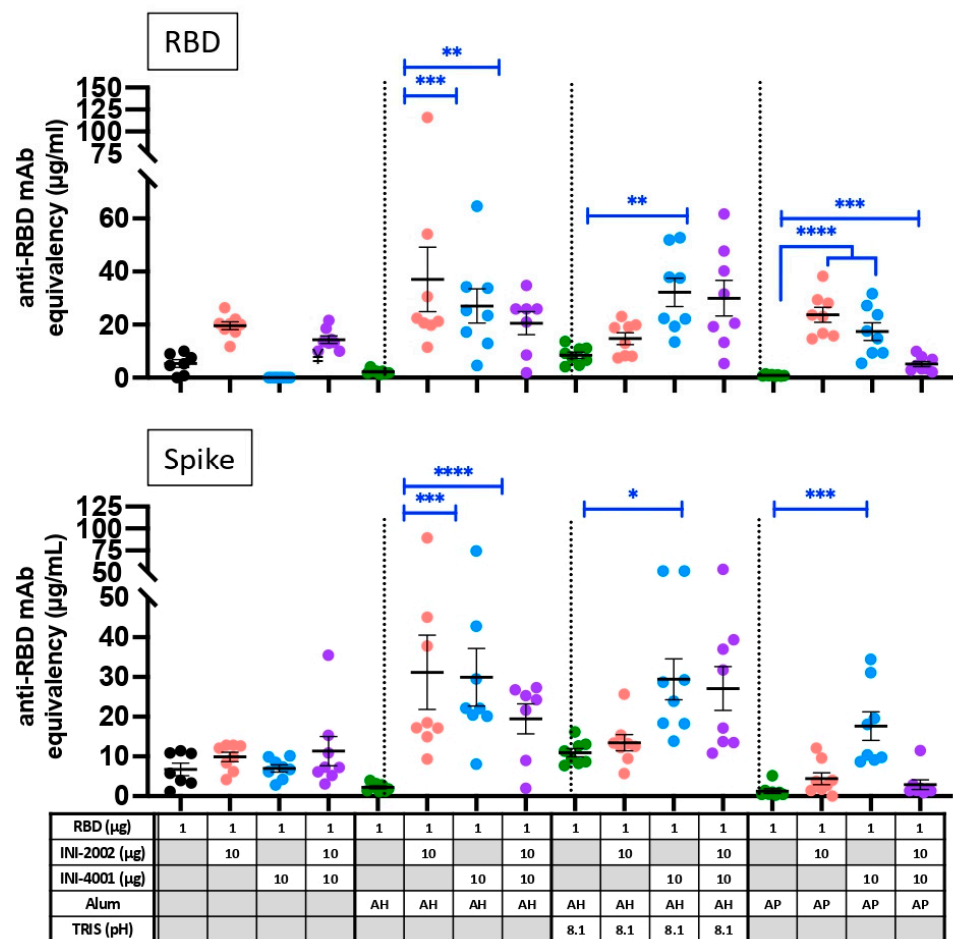 RBD
**
***
**
***
****
150
125
100
75
60
40
20
0
anti-RBD mAb
equivalency (µg/ml)
Spike
****
***
*
***
125
100
75
50
50
40
30
20
10
0
anti-RBD mAb
equivalency (µg/mL)
RBD (µg) 1 1 1 1 1 1 1 1 1 1 1 1 1 1 1 1
INI-2002 (µg) 10 10 10 10 10 10 10 10
INI-4001 (µg) 10 10 10 10 10 10 10 10
Alum AH AH AH AH AH AH AH AH AP AP AP AP
TRIS (pH) 8.1 8.1 8.1 8.1